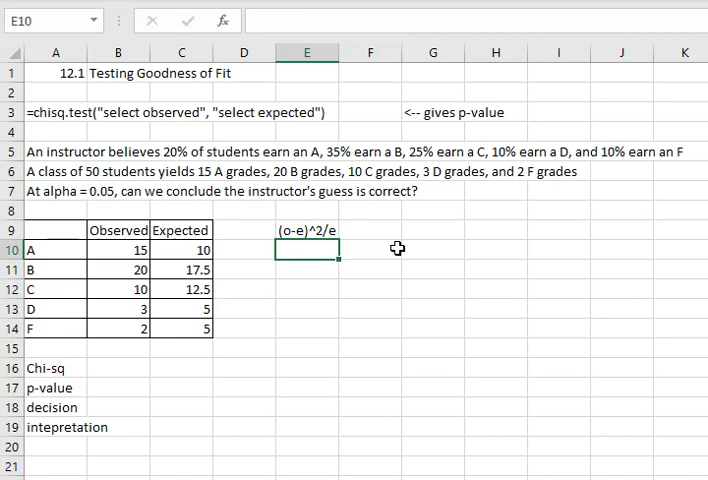 E10 fx
A B C D E F G H I J K
1 12.1 Testing Goodness of Fit
2
3 =chisq.test("select observed", "select expected") <-- gives p-value
4
5 An instructor believes 20% of students earn an A, 35% earn a B, 25% earn a C, 10% earn a D, and 10% earn an F
6 A class of 50 students yields 15 A grades, 20 B grades, 10 C grades, 3 D grades, and 2 F grades
7 At alpha = 0.05, can we conclude the instructor's guess is correct?
8
9 Observed Expected (o-e)^2/e
10 A 15 10
11 B 20 17.5
12 C 10 12.5
13 D 3 5
14 F 2 5
15
16 Chi-sq
17 p-value
18 decision
19 intepretation
20
21